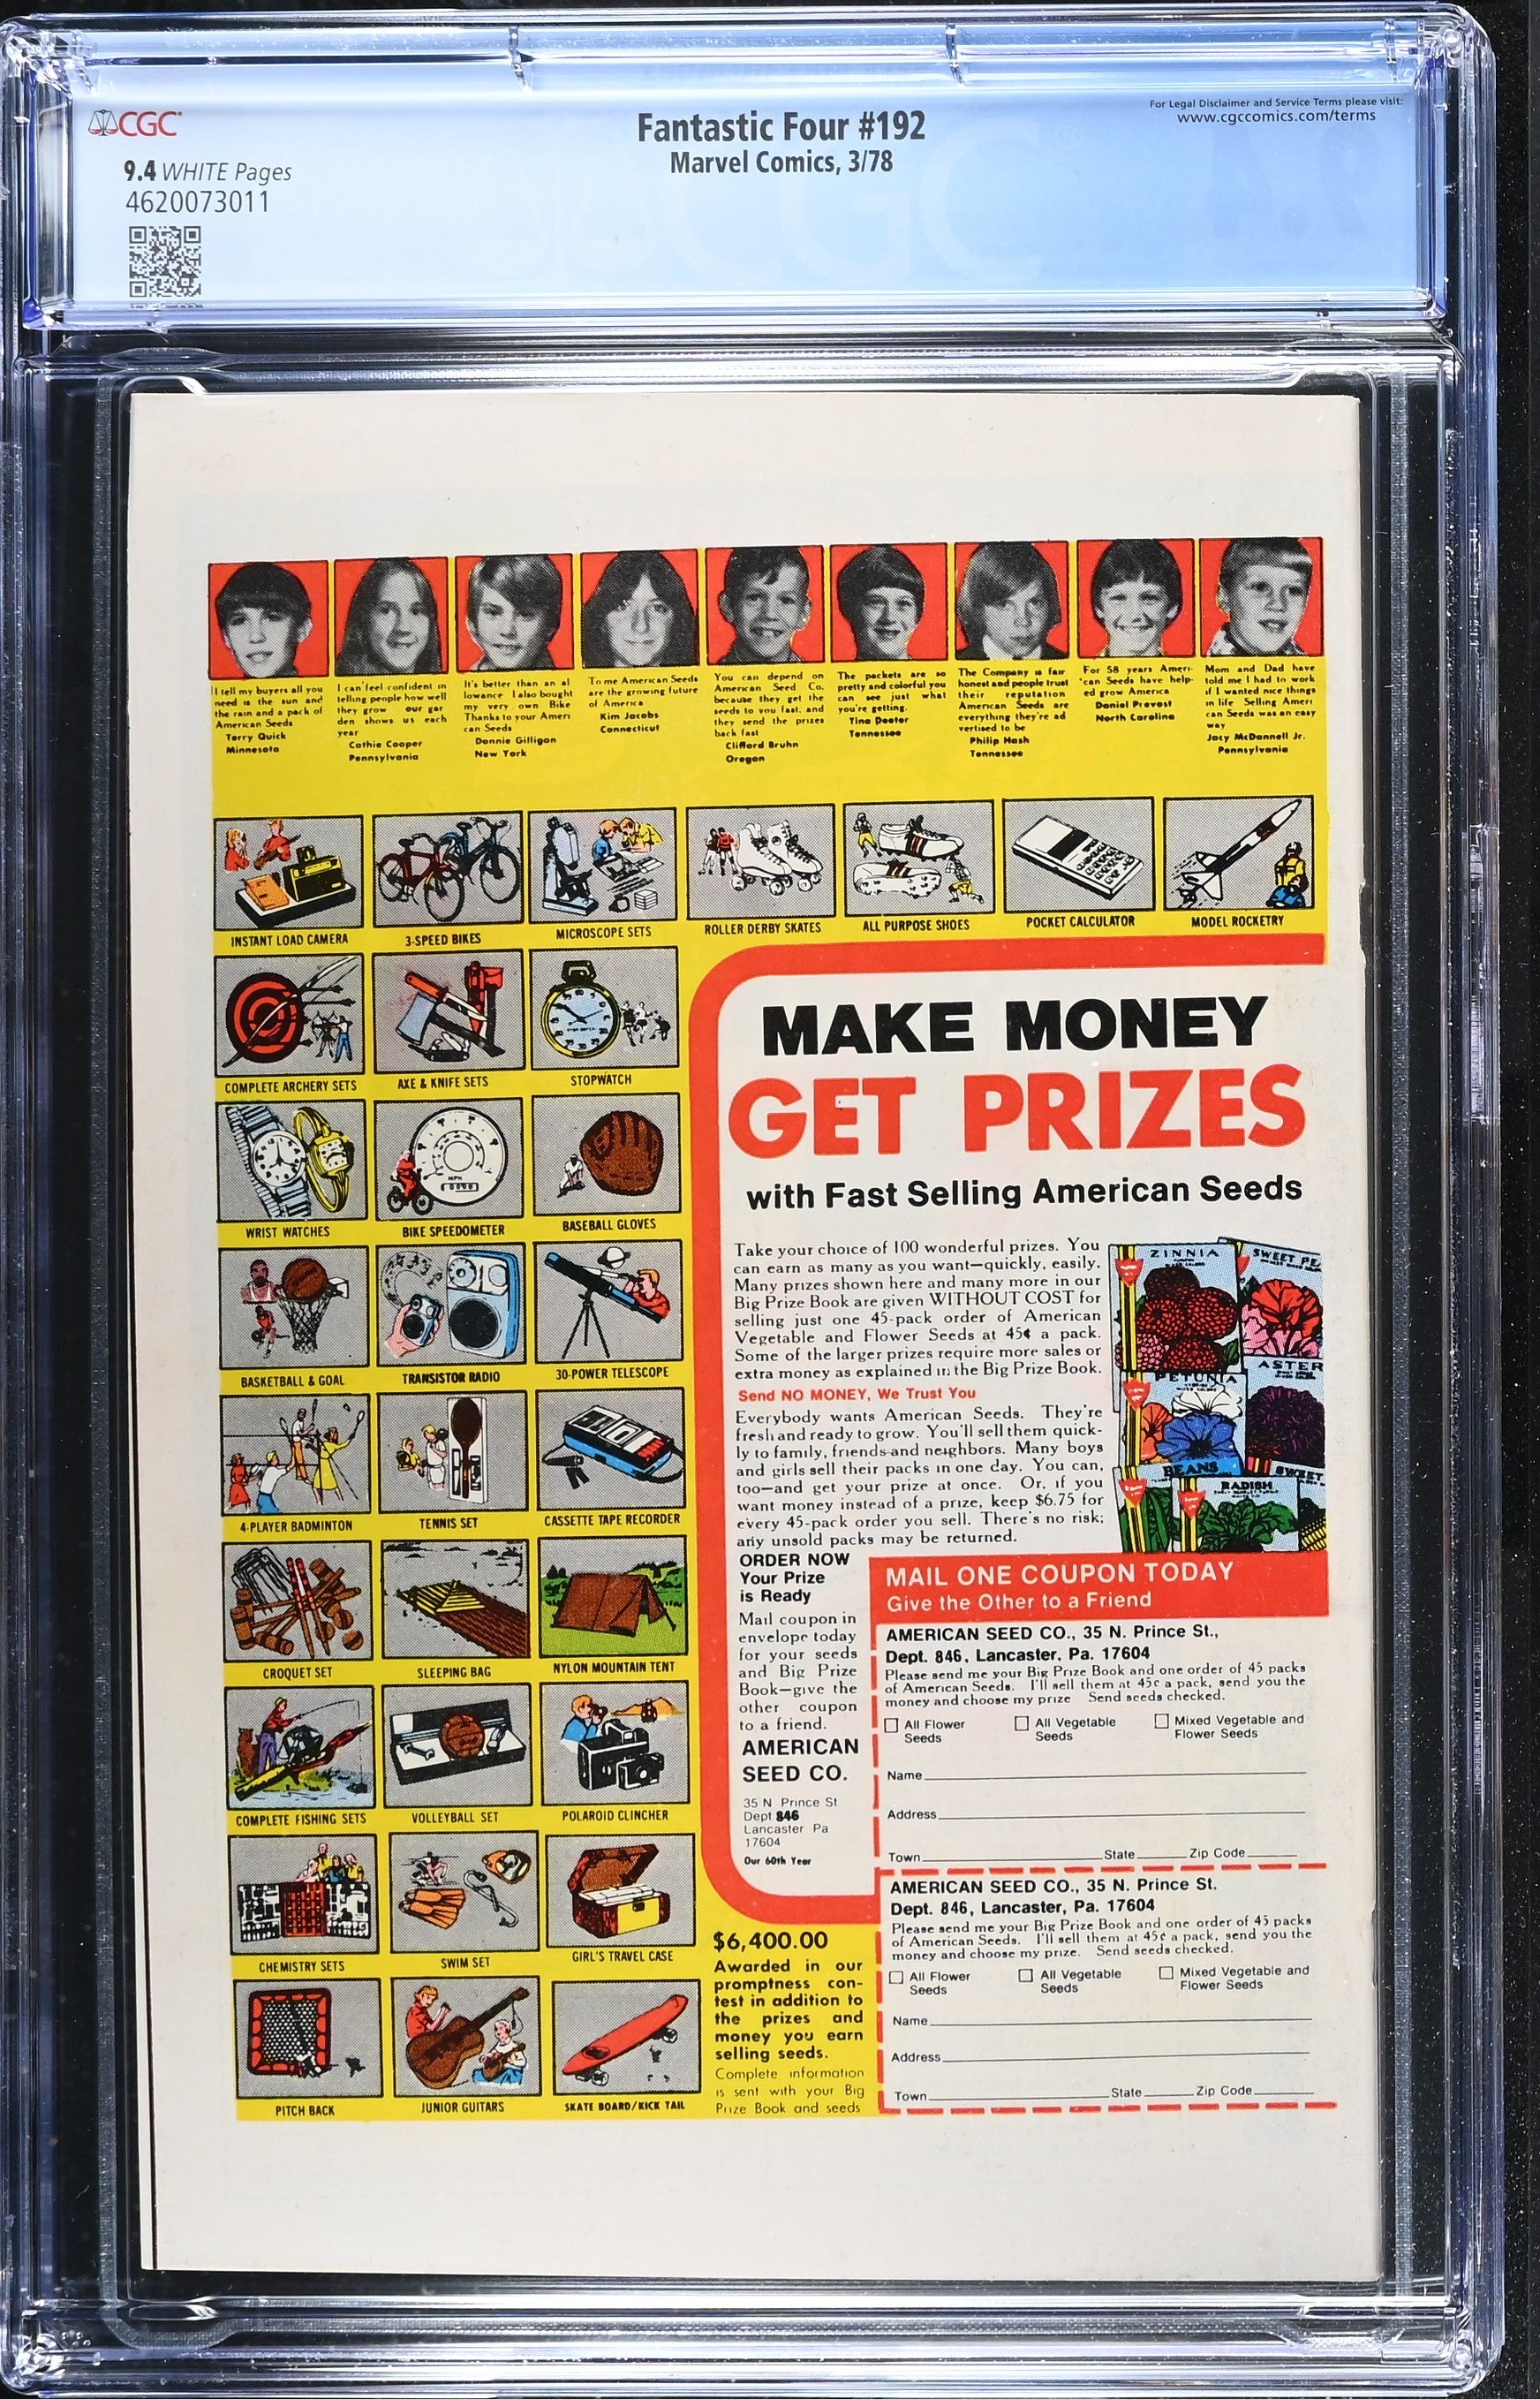 CGC
9.4 WHITE Pages
4620073011
Fantastic Four #192
Marvel Comics, 3/78
For Legal Disclaimer and Service Terms please visit:
www.cgccomics.com/terms
I tell my buyers all you
need is the sun and
the rain and a pack of
American Seeds
Terry Quick
Minnesota
I can feel confident in
telling people how well
they grow our gar
den shows us each
year
Cathie Cooper
Pennsylvania
It's better than an al
lowance I also bought
my very own Bike
Thanks to your Ameri
can Seeds
Donnie Gilligan
New York
To me American Seeds
are the growing future
of America
Kim Jacobs
Connecticut
You can depend on
American Seed Co.
because they get the
seeds to you fast, and
they send the prizes
back fast
Clifford Bruhn
Oregon
The packets are so
pretty and colorful you
can see just what
you're getting.
Tina Deeter
Tennessee
The Company is fair
honest and people trust
their reputation
American Seeds are
everything they're ad
vertised to be
Philip Hash
Tennessee
For 58 years Ameri-
can Seeds have help-
ed grow America
Daniel Prevost
North Carolina
Mom and Dad have
told me I had to work
if I wanted nice things
in life Selling Ameri
can Seeds was an easy
way
Jacy McDannell Jr.
Pennsylvania
INSTANT LOAD CAMERA
3-SPEED BIKES
MICROSCOPE SETS
ROLLER DERBY SKATES
ALL PURPOSE SHOES
POCKET CALCULATOR
MODEL ROCKETRY
COMPLETE ARCHERY SETS
AXE & KNIFE SETS
STOPWATCH
WRIST WATCHES
BIKE SPEEDOMETER
BASEBALL GLOVES
BASKETBALL & GOAL
TRANSISTOR RADIO
30-POWER TELESCOPE
4-PLAYER BADMINTON
TENNIS SET
CASSETTE TAPE RECORDER
CROQUET SET
SLEEPING BAG
NYLON MOUNTAIN TENT
COMPLETE FISHING SETS
VOLLEYBALL SET
POLAROID CLINCHER
CHEMISTRY SETS
SWIM SET
GIRL'S TRAVEL CASE
PITCH BACK
JUNIOR GUITARS
SKATE BOARD/KICK TAIL
MAKE MONEY
GET PRIZES
with Fast Selling American Seeds
Take your choice of 100 wonderful prizes. You
can earn as many as you want—quickly, easily.
Many prizes shown here and many more in our
Big Prize Book are given WITHOUT COST for
selling just one 45-pack order of American
Vegetable and Flower Seeds at 45¢ a pack.
Some of the larger prizes require more sales or
extra money as explained in the Big Prize Book.
Send NO MONEY, We Trust You
Everybody wants American Seeds. They're
fresh and ready to grow. You'll sell them quick-
ly to family, friends and neighbors. Many boys
and girls sell their packs in one day. You can,
too—and get your prize at once. Or, if you
want money instead of a prize, keep $6.75 for
every 45-pack order you sell. There's no risk;
any unsold packs may be returned.
ZINNIA
SWEET PE
ASTER
PETUNIA
BEANS
RADISH
SWEET
ORDER NOW
Your Prize
is Ready
Mail coupon in
envelope today
for your seeds
and Big Prize
Book—give the
other coupon
to a friend.
AMERICAN
SEED CO.
35 N Prince St
Dept 846
Lancaster Pa
17604
Our 60th Year
MAIL ONE COUPON TODAY
Give the Other to a Friend
AMERICAN SEED CO., 35 N. Prince St.,
Dept. 846, Lancaster, Pa. 17604
Please send me your Big Prize Book and one order of 45 packs
of American Seeds. I'll sell them at 45¢ a pack, send you the
money and choose my prize Send seeds checked.
All Flower Seeds
All Vegetable Seeds
Mixed Vegetable and Flower Seeds
Name
Address
Town State Zip Code
AMERICAN SEED CO., 35 N. Prince St.
Dept. 846, Lancaster, Pa. 17604
Please send me your Big Prize Book and one order of 45 packs
of American Seeds. I'll sell them at 45¢ a pack, send you the
money and choose my prize. Send seeds checked.
All Flower Seeds
All Vegetable Seeds
Mixed Vegetable and Flower Seeds
Name
Address
Town State Zip Code
$6,400.00
Awarded in our
promptness con-
test in addition to
the prizes and
money you earn
selling seeds.
Complete information
is sent with your Big
Prize Book and seeds